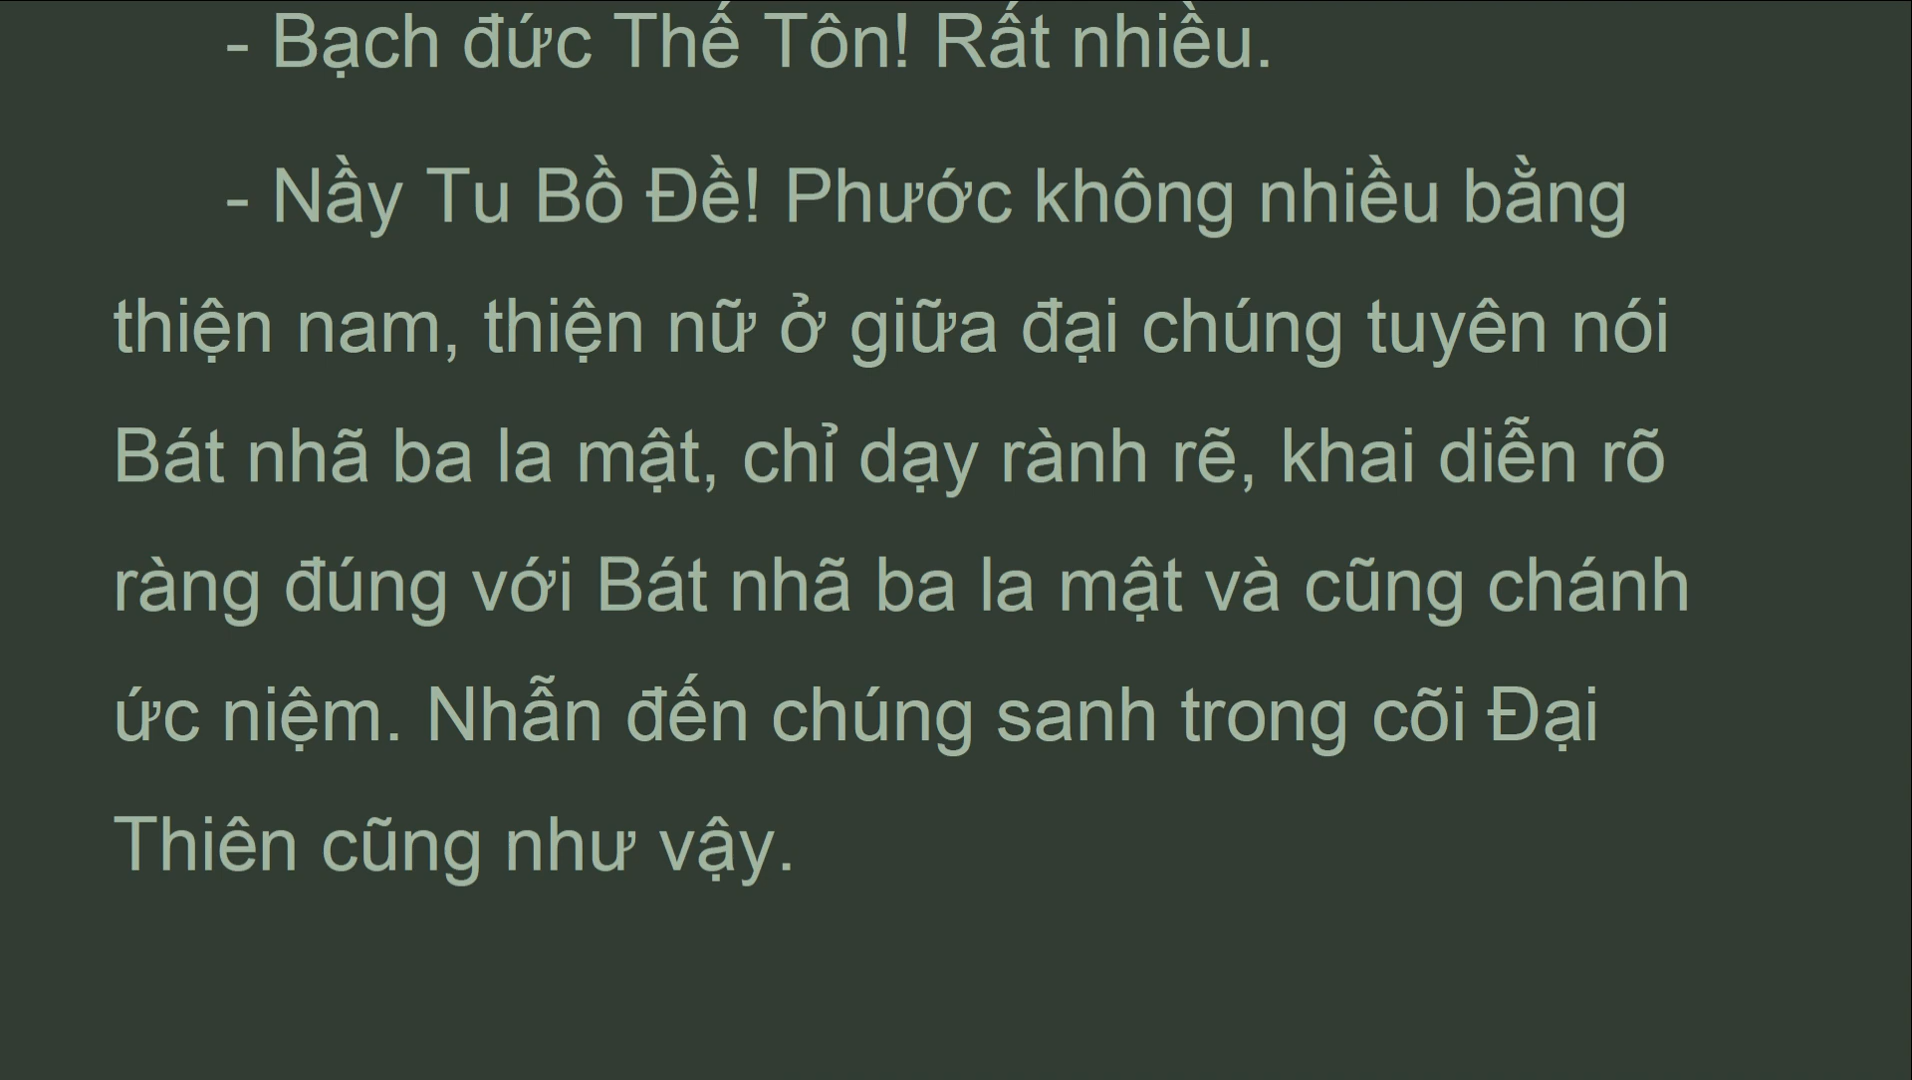 - Bạch đức Thế Tôn! Rất nhiều.
- Nầy Tu Bồ Đề! Phước không nhiều bằng
thiện nam, thiện nữ ở giữa đại chúng tuyên nói
Bát nhã ba la mật, chỉ dạy rành rẽ, khai diễn rõ
ràng đúng với Bát nhã ba la mật và cũng chánh
ức niệm. Nhẫn đến chúng sanh trong cõi Đại
Thiên cũng như vậy.